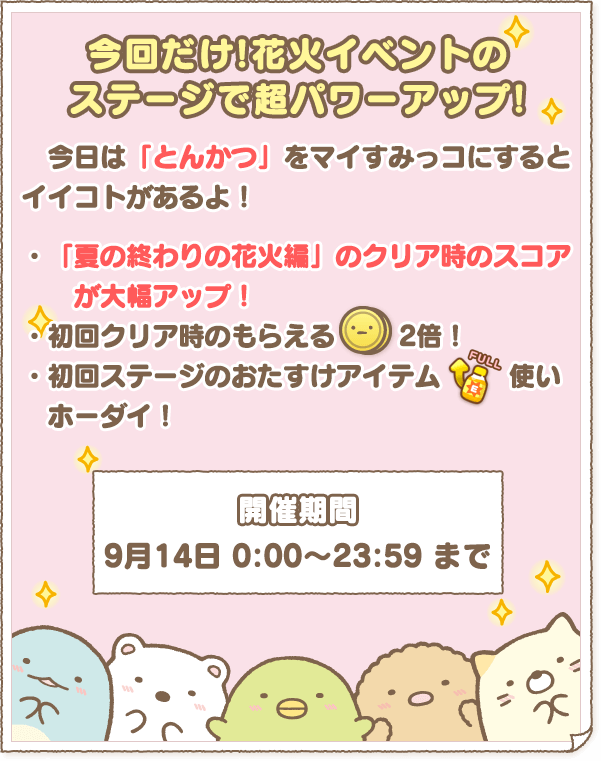 今回だけ!花火イベントの
ステージで超パワーアップ!
今日は「とんかつ」をマイすみっコにすると
イイコトがあるよ！
・「夏の終わりの花火編」のクリア時のスコア
が大幅アップ！
・初回クリア時のもらえる 2倍！
・初回ステージのおたすけアイテム FULL E 使い
ホーダイ！
開催期間
9月14日 0:00〜23:59 まで